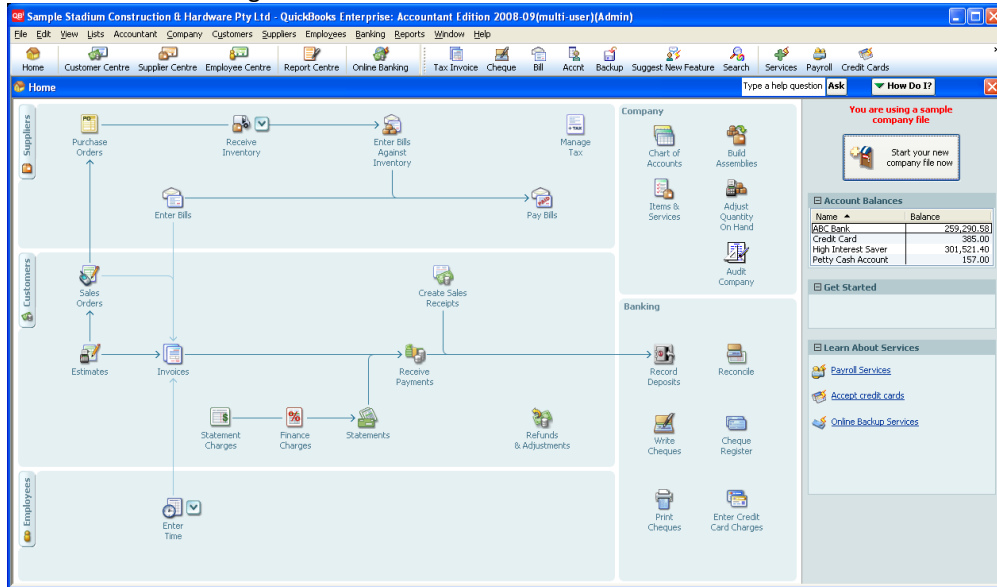 Sample Stadium Construction & Hardware Pty Ltd - QuickBooks Enterprise: Accountant Edition 2008-09(multi-user)(Admin)
File Edit View Lists Accountant Company Customers Suppliers Employees Banking Reports Window Help
Home Customer Centre Supplier Centre Employee Centre Report Centre Online Banking Tax Invoice Cheque Bill Accnt Backup Suggest New Feature Search Services Payroll Credit Cards
Home
Type a help question Ask How Do I?
Suppliers
Purchase
Orders
Receive
Inventory
Enter Bills
Against
Inventory
Manage
Tax
Enter Bills
Pay Bills
Customers
Sales
Orders
Create Sales
Receipts
Estimates
Invoices
Receive
Payments
Statement
Charges
Finance
Charges
Statements
Refunds
& Adjustments
Employees
Enter
Time
Company
Chart of
Accounts
Build
Assemblies
Items &
Services
Adjust
Quantity
On Hand
Audit
Company
Banking
Record
Deposits
Reconcile
Write
Cheques
Cheque
Register
Print
Cheques
Enter Credit
Card Charges
You are using a sample
company file
Start your new
company file now
Account Balances
Name Balance
ABC Bank 259,290.58
Credit Card 385.00
High Interest Saver 301,521.40
Petty Cash Account 157.00
Get Started
Learn About Services
Payroll Services
Accept credit cards
Online Backup Services